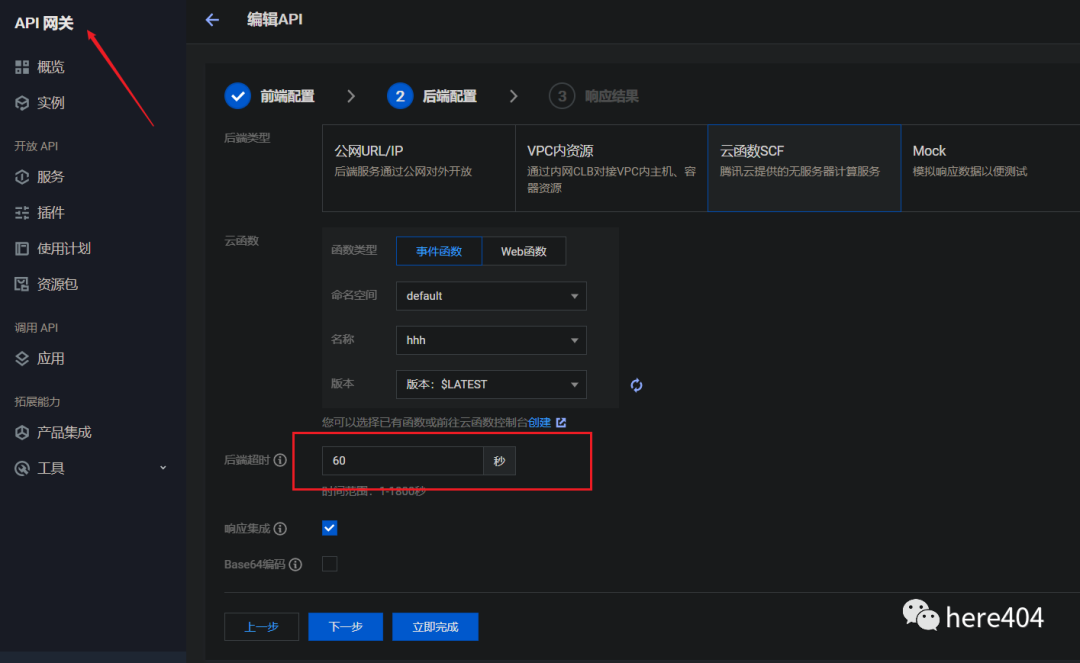 API 网关
概览
实例
开放 API
服务
插件
使用计划
资源包
调用 API
应用
拓展能力
产品集成
工具
编辑API
前端配置
2 后端配置
3 响应结果
后端类型
公网URL/IP
后端服务通过公网对外开放
VPC内资源
通过内网CLB对接VPC内主机、容
器资源
云函数SCF
腾讯云提供的无服务器计算服务
Mock
模拟响应数据以便测试
云函数
函数类型 事件函数 Web函数
命名空间 default
名称 hhh
版本 版本：$LATEST
您可以选择已有函数或前往云函数控制台创建
后端超时 60 秒
时间范围：1-1800秒
响应集成
Base64编码
上一步 下一步 立即完成
here404